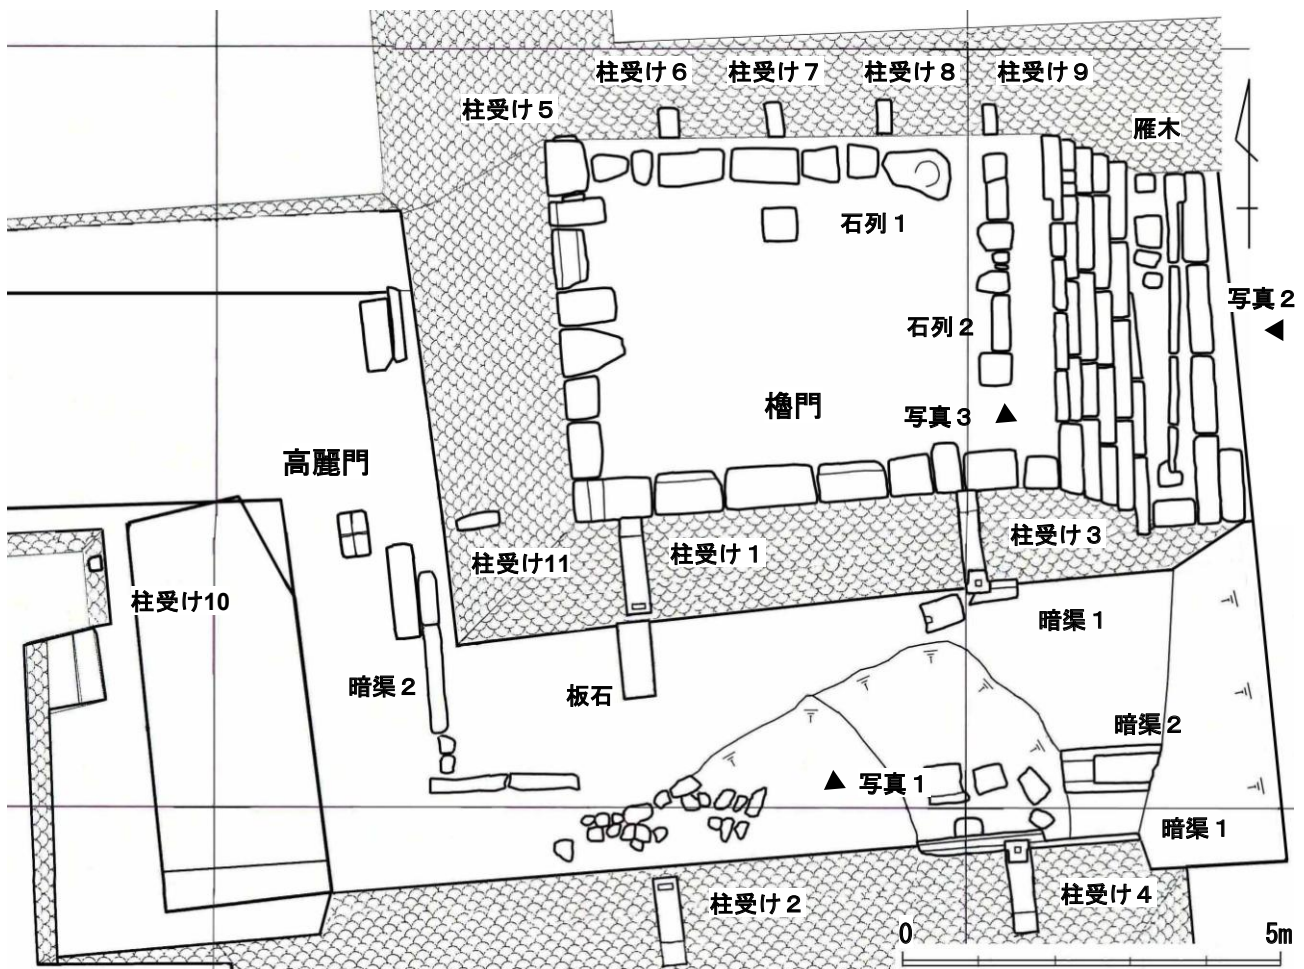 柱受け６
柱受け７
柱受け８
柱受け９
柱受け５
雁木
石列１
写真２
石列２
櫓門
写真３
高麗門
柱受け11
柱受け１
柱受け３
柱受け10
暗渠１
暗渠２
板石
暗渠２
写真１
暗渠１
柱受け２
柱受け４
0
5m